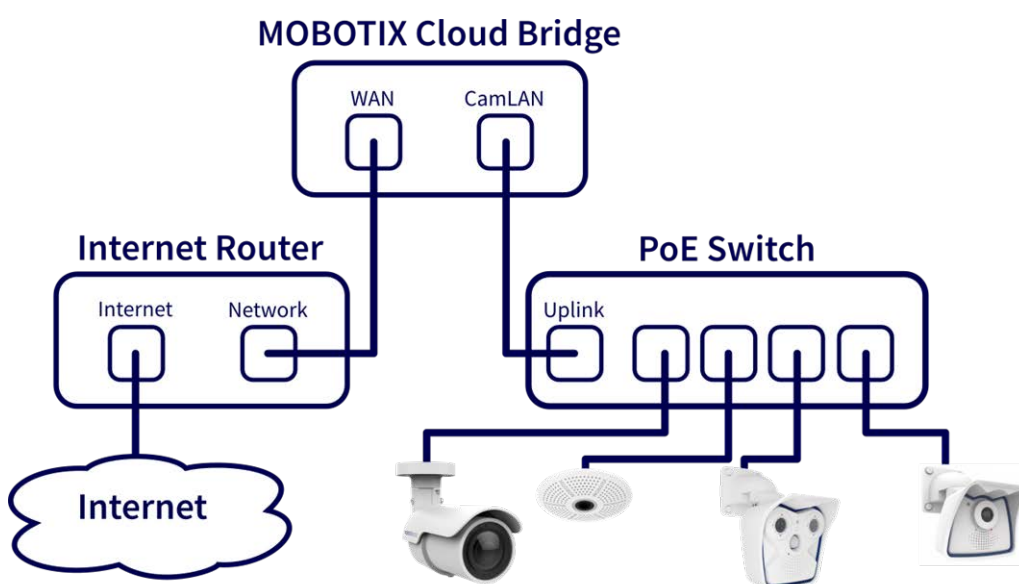 MOBOTIX Cloud Bridge
WAN CamLAN
Internet Router
PoE Switch
Internet Network
Uplink
Internet